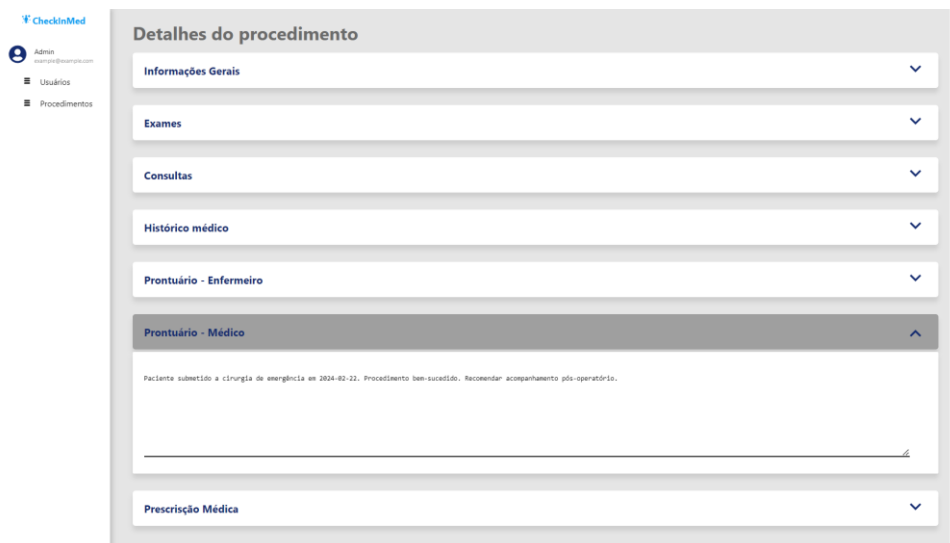 CheckInMed
Admin
example@example.com
Usuários
Procedimentos
Detalhes do procedimento
Informações Gerais
Exames
Consultas
Histórico médico
Prontuário - Enfermeiro
Prontuário - Médico
Paciente submetido a cirurgia de emergência em 2024-02-22. Procedimento bem-sucedido. Recomendar acompanhamento pós-operatório.
Prescrisção Médica